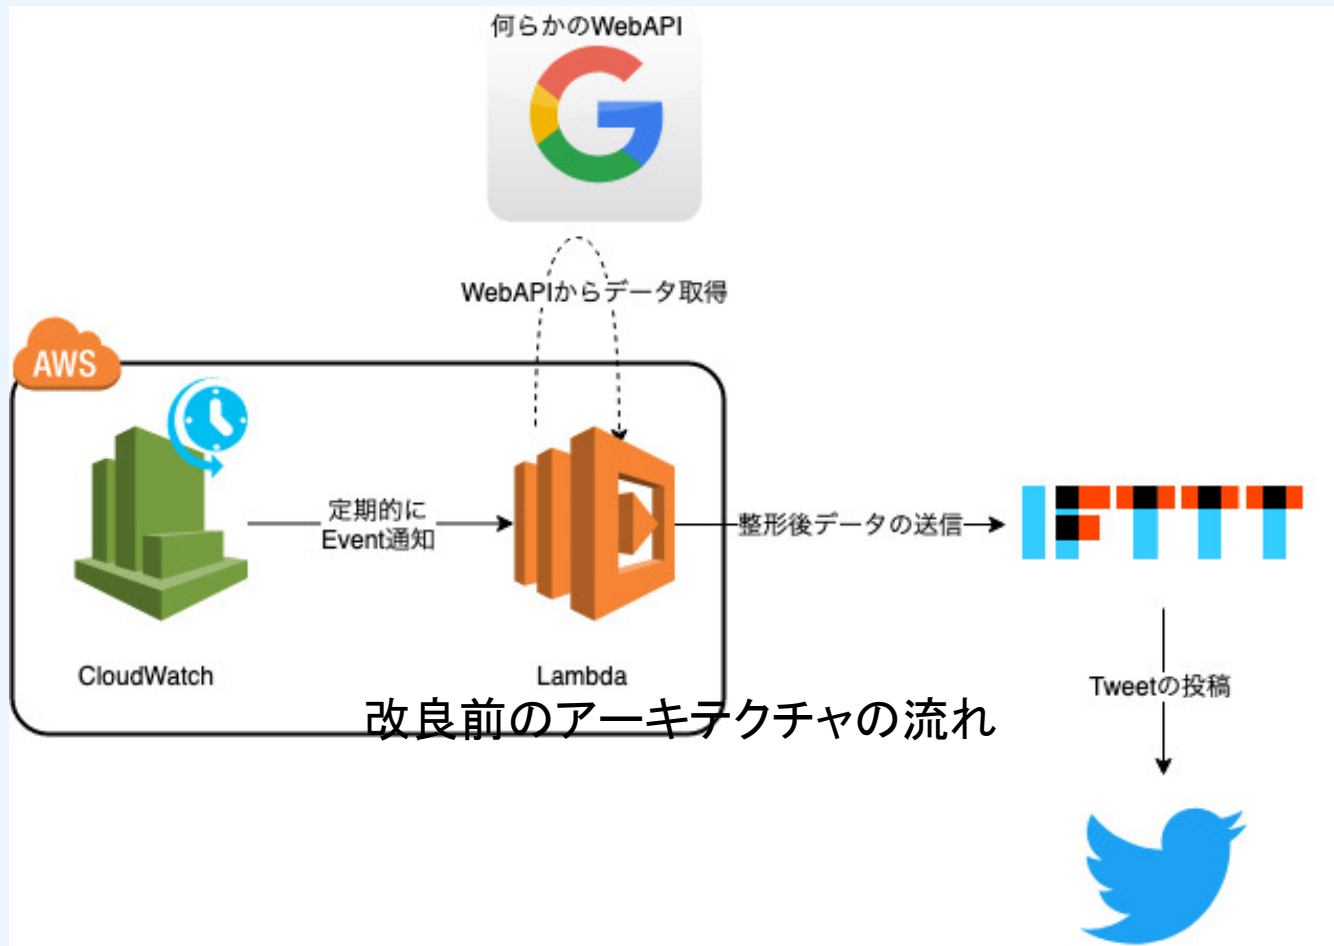 何らかのWebAPI
WebAPIからデータ取得
AWS
定期的に
Event通知
整形後データの送信
IFTTT
CloudWatch
Lambda
Tweetの投稿
改良前のアーキテクチャの流れ